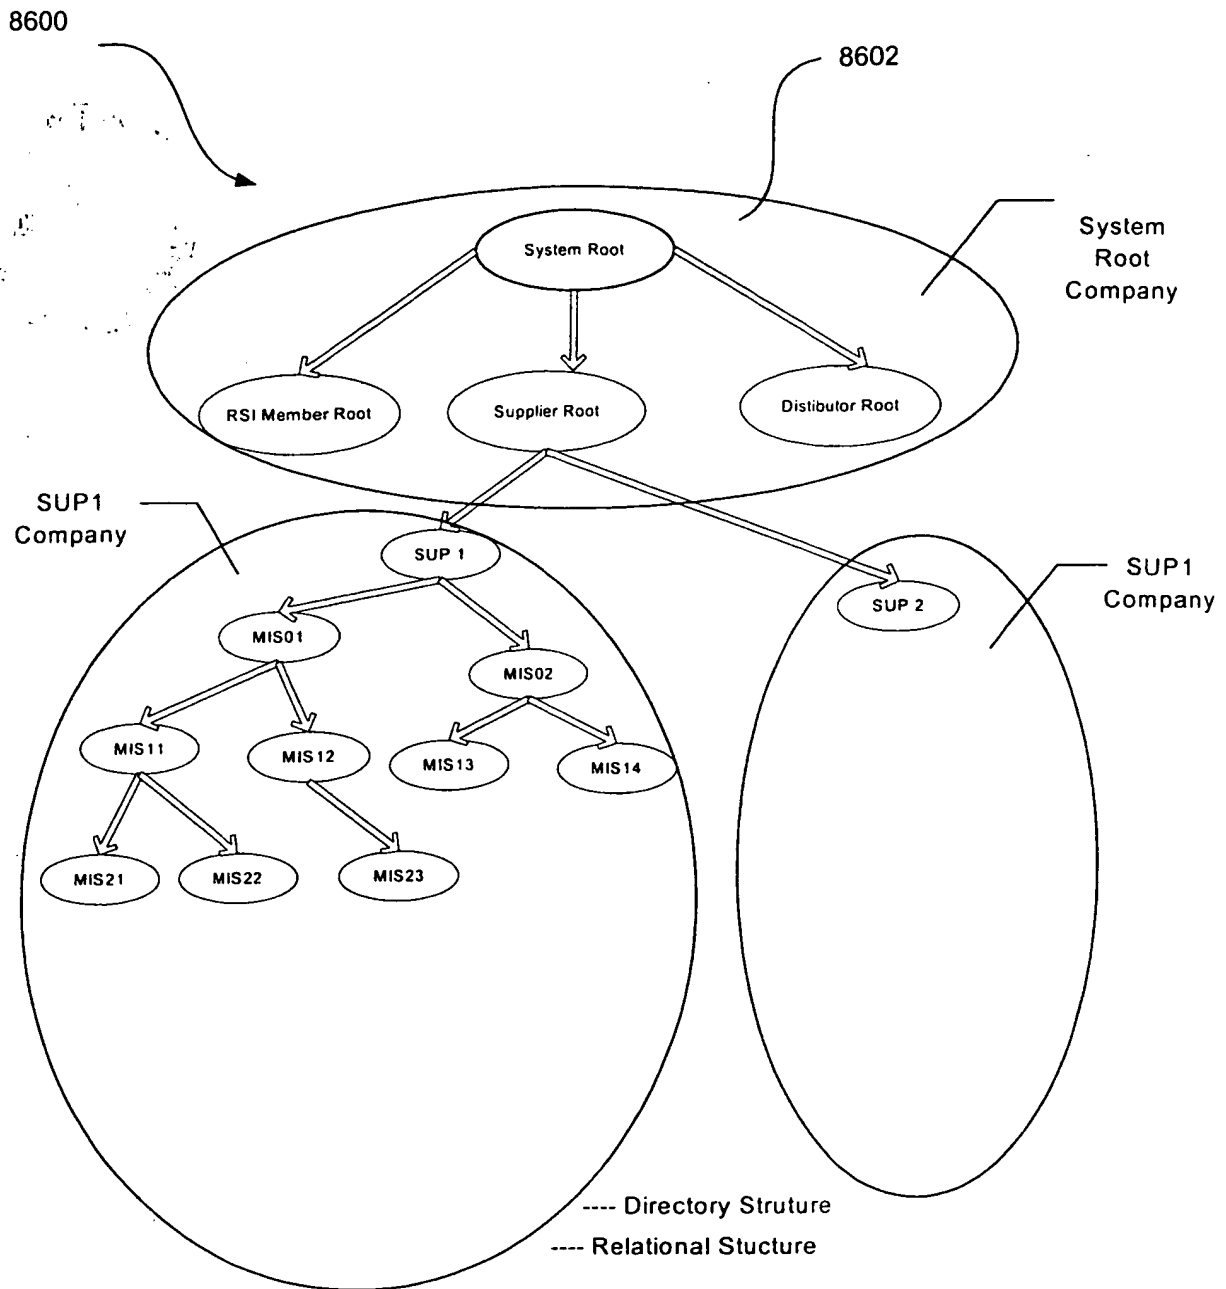 8600
8602
System Root
System
Root
Company
RSI Member Root
Supplier Root
Distibutor Root
SUP1
Company
SUP 1
SUP 2
SUP1
Company
MIS01
MIS02
MIS11
MIS12
MIS13
MIS14
MIS21
MIS22
MIS23
---- Directory Struture
---- Relational Stucture